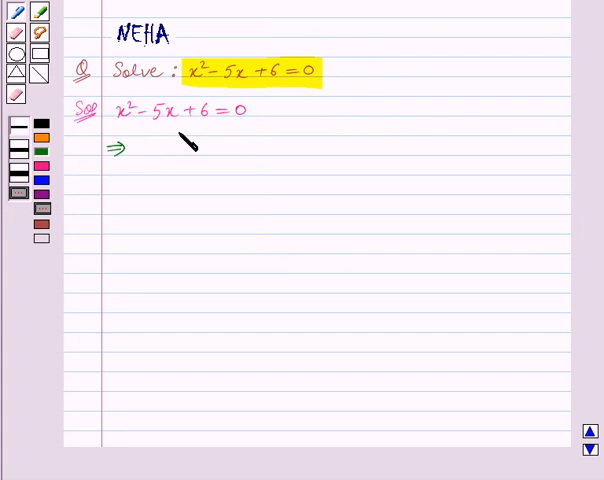 NEHA
Q Solve : x² - 5x + 6 = 0
Sol x² - 5x + 6 = 0
⇒